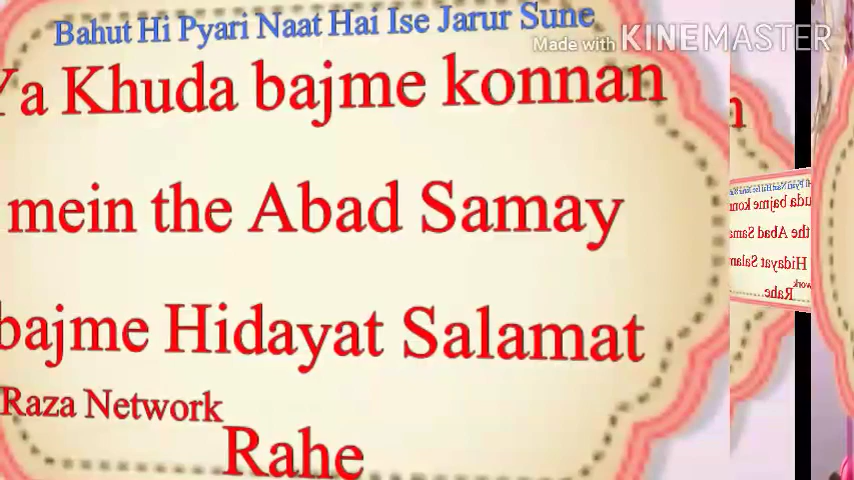 Bahut Hi Pyari Naat Hai Ise Jarur Sune
Made with KINEMASTER
Ya Khuda bajme konnan
mein the Abad Samay
bajme Hidayat Salamat
Raza Network
Rahe